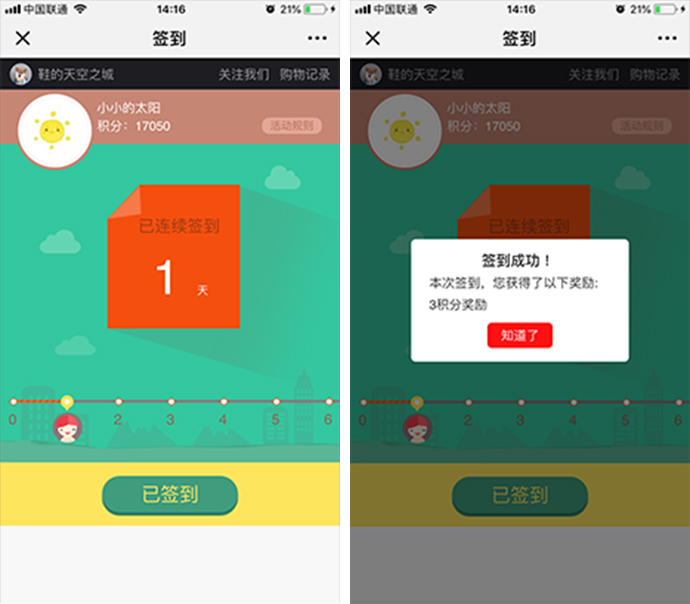 中国联通 14:16 21%
签到
鞋的天空之城 关注我们 购物记录
小小的太阳
积分：17050 活动规则
已连续签到
1 天
0 2 3 4 5 6
已签到
中国联通 14:16 21%
签到
鞋的天空之城 关注我们 购物记录
小小的太阳
积分：17050 活动规则
已连续签到
签到成功！
本次签到，您获得了以下奖励:
3积分奖励
知道了
0 2 3 4 5 6
已签到